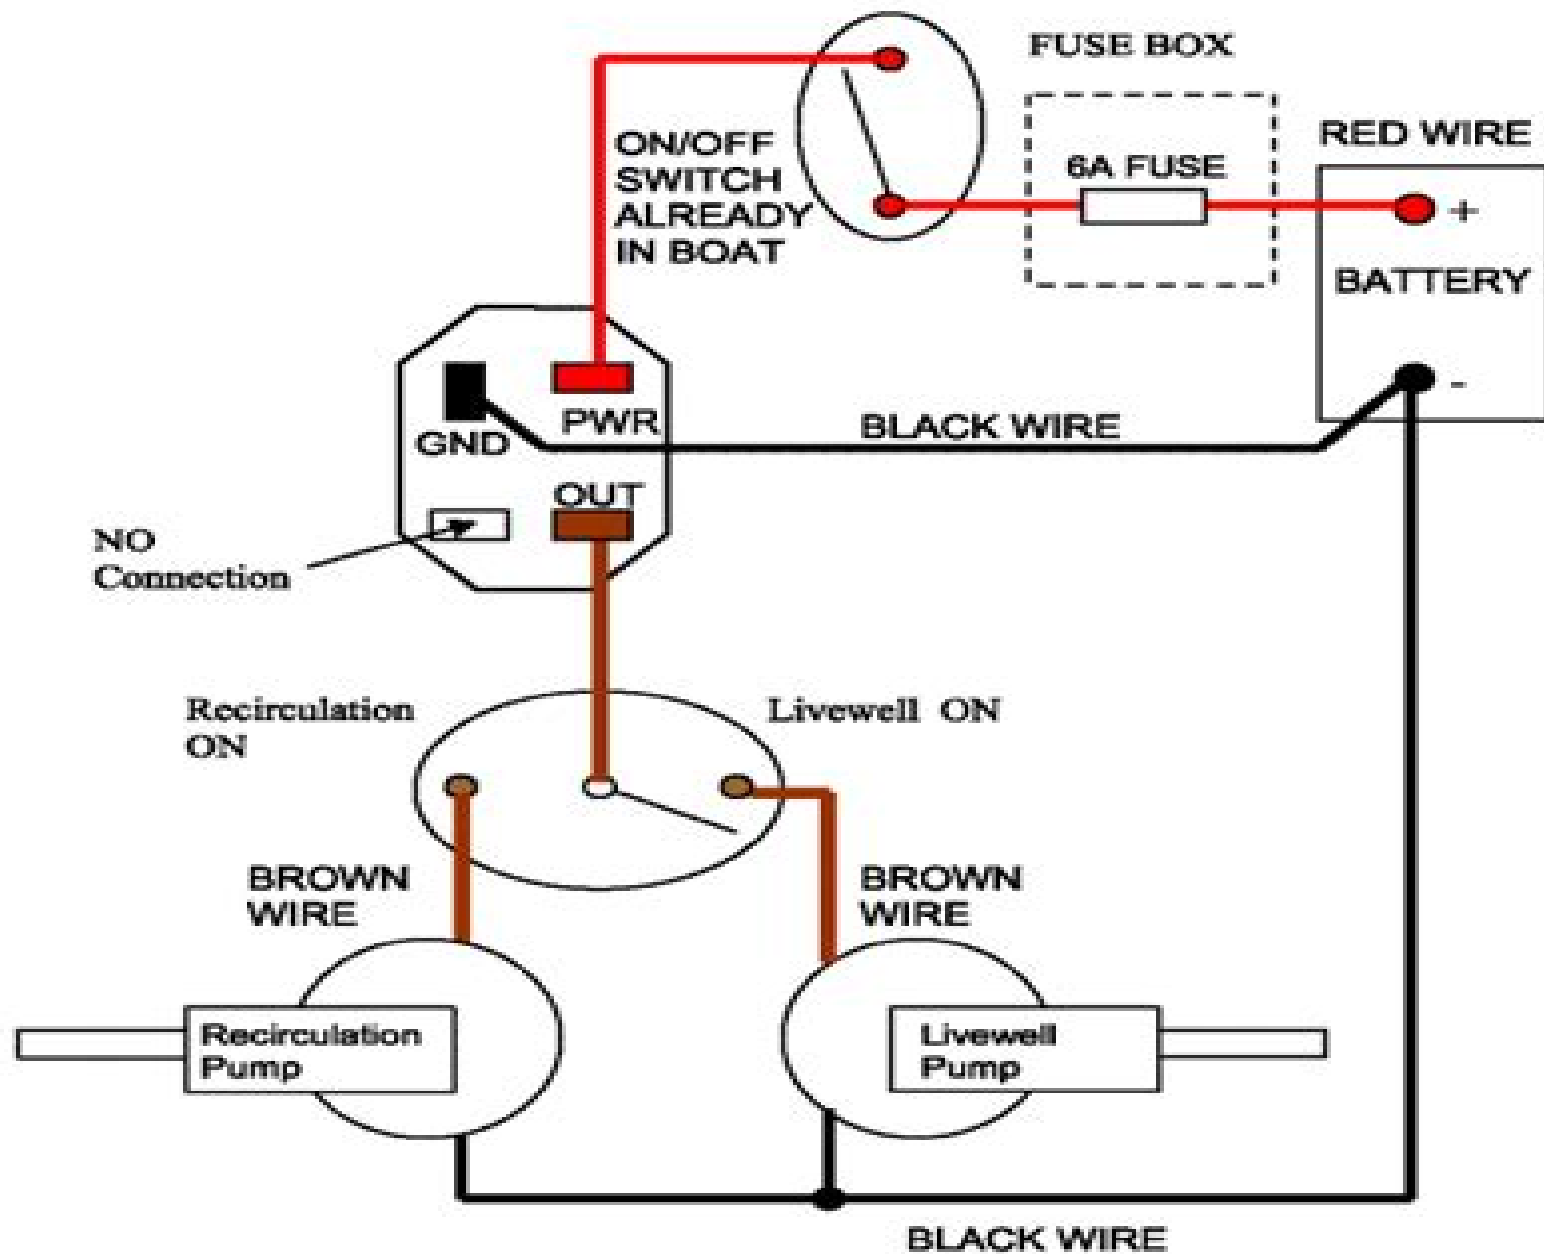 FUSE BOX
RED WIRE
ON/OFF
SWITCH
ALREADY
IN BOAT
6A FUSE
+
BATTERY
-
PWR
GND
BLACK WIRE
OUT
NO
Connection
Recirculation
ON
Livewell ON
BROWN
WIRE
BROWN
WIRE
Recirculation
Pump
Livewell
Pump
BLACK WIRE